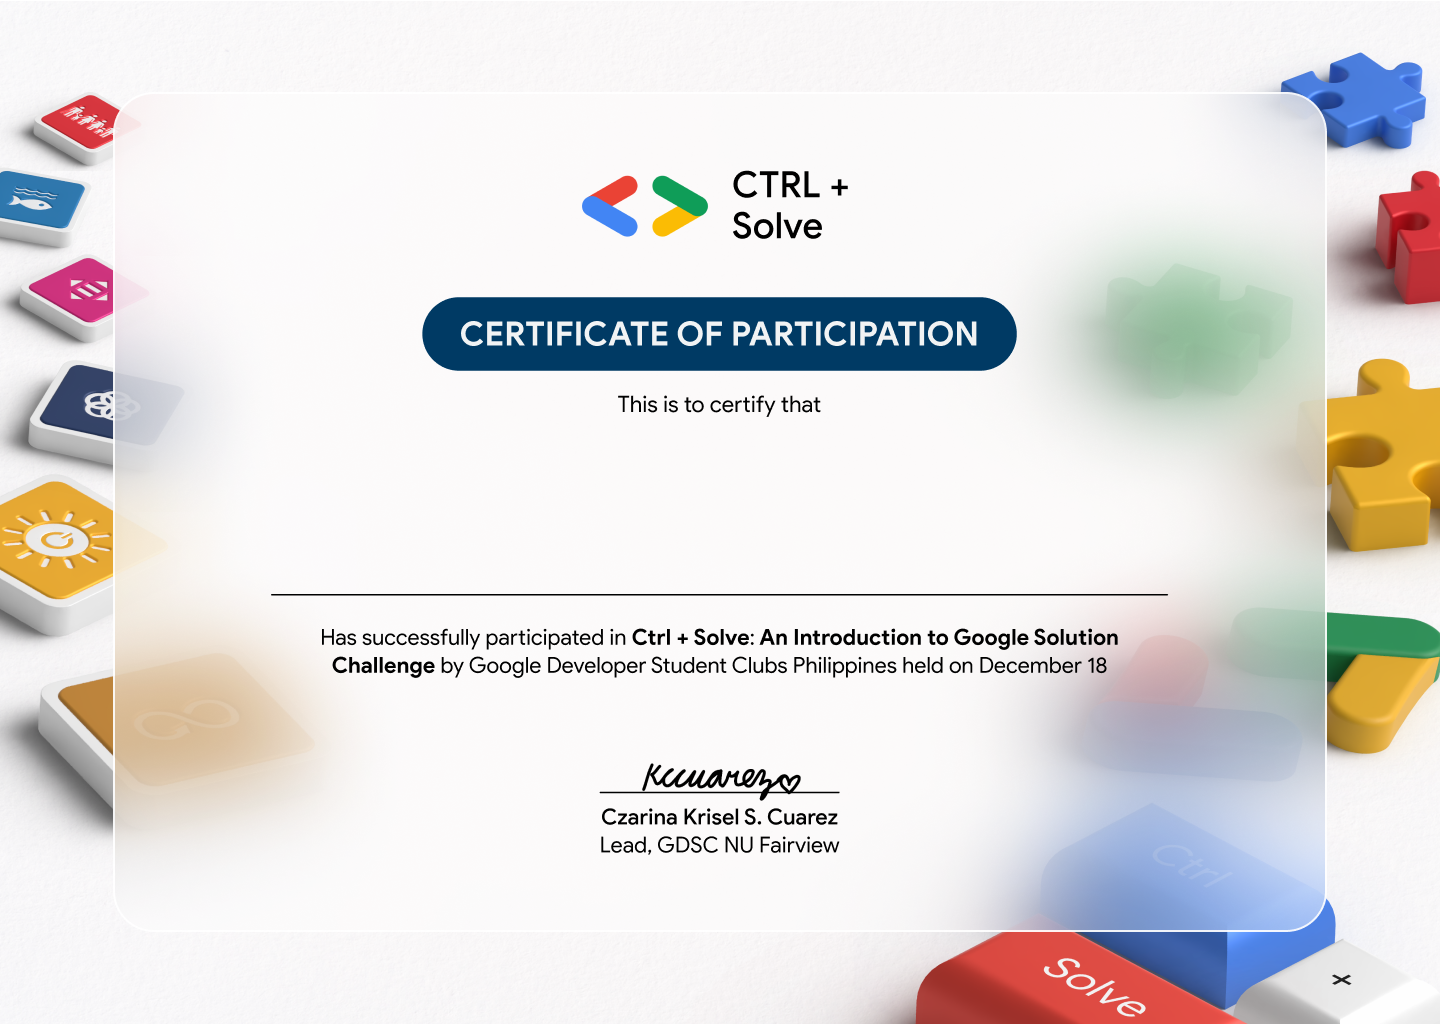 CTRL +
Solve
CERTIFICATE OF PARTICIPATION
This is to certify that
Has successfully participated in Ctrl + Solve: An Introduction to Google Solution
Challenge by Google Developer Student Clubs Philippines held on December 18
Kccuarez
Czarina Krisel S. Cuarez
Lead, GDSC NU Fairview
Ctrl
Solve
+